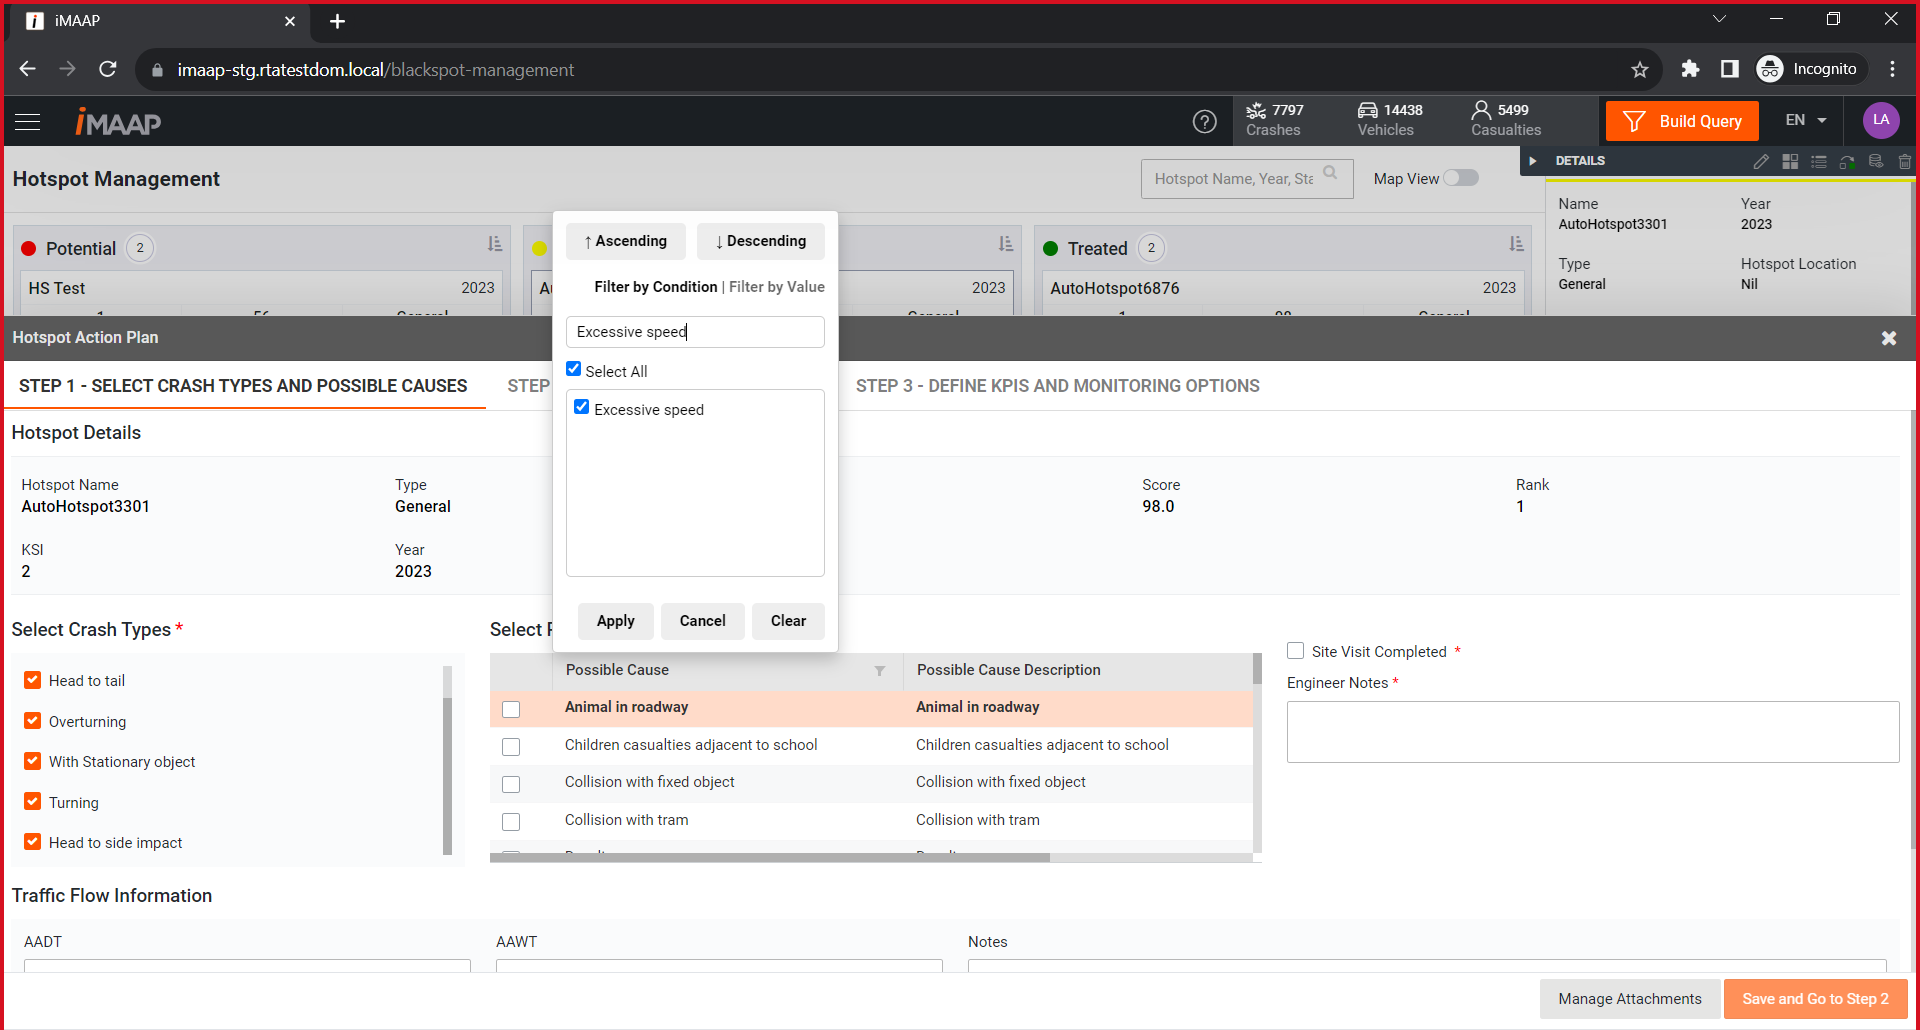 iMAAP
imaap-stg.rtatestdom.local/blackspot-management
Incognito
iMAAP
7797
Crashes
14438
Vehicles
5499
Casualties
Build Query
EN
LA
Hotspot Management
Hotspot Name, Year, Sta
Map View
DETAILS
Name
AutoHotspot3301
Year
2023
Type
General
Hotspot Location
Nil
Potential 2
HS Test 2023
2023
Treated 2
AutoHotspot6876 2023
↑ Ascending
↓ Descending
Filter by Condition | Filter by Value
Excessive speed
Select All
Excessive speed
Apply
Cancel
Clear
Hotspot Action Plan
STEP 1 - SELECT CRASH TYPES AND POSSIBLE CAUSES
STEP
STEP 3 - DEFINE KPIS AND MONITORING OPTIONS
Hotspot Details
Hotspot Name
AutoHotspot3301
Type
General
Score
98.0
Rank
1
KSI
2
Year
2023
Select Crash Types *
Head to tail
Overturning
With Stationary object
Turning
Head to side impact
Select
Possible Cause
Possible Cause Description
Animal in roadway Animal in roadway
Children casualties adjacent to school Children casualties adjacent to school
Collision with fixed object Collision with fixed object
Collision with tram Collision with tram
Site Visit Completed *
Engineer Notes *
Traffic Flow Information
AADT
AAWT
Notes
Manage Attachments
Save and Go to Step 2